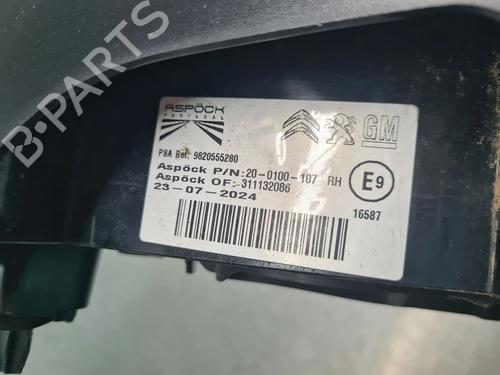 B-PARTS
ASPÖCK
PORTUGAL
GM
PSA Ref: 9820555280
Aspöck P/N:20-0100-107 RH
Aspöck OF:311132086
23-07-2024
E9
16587